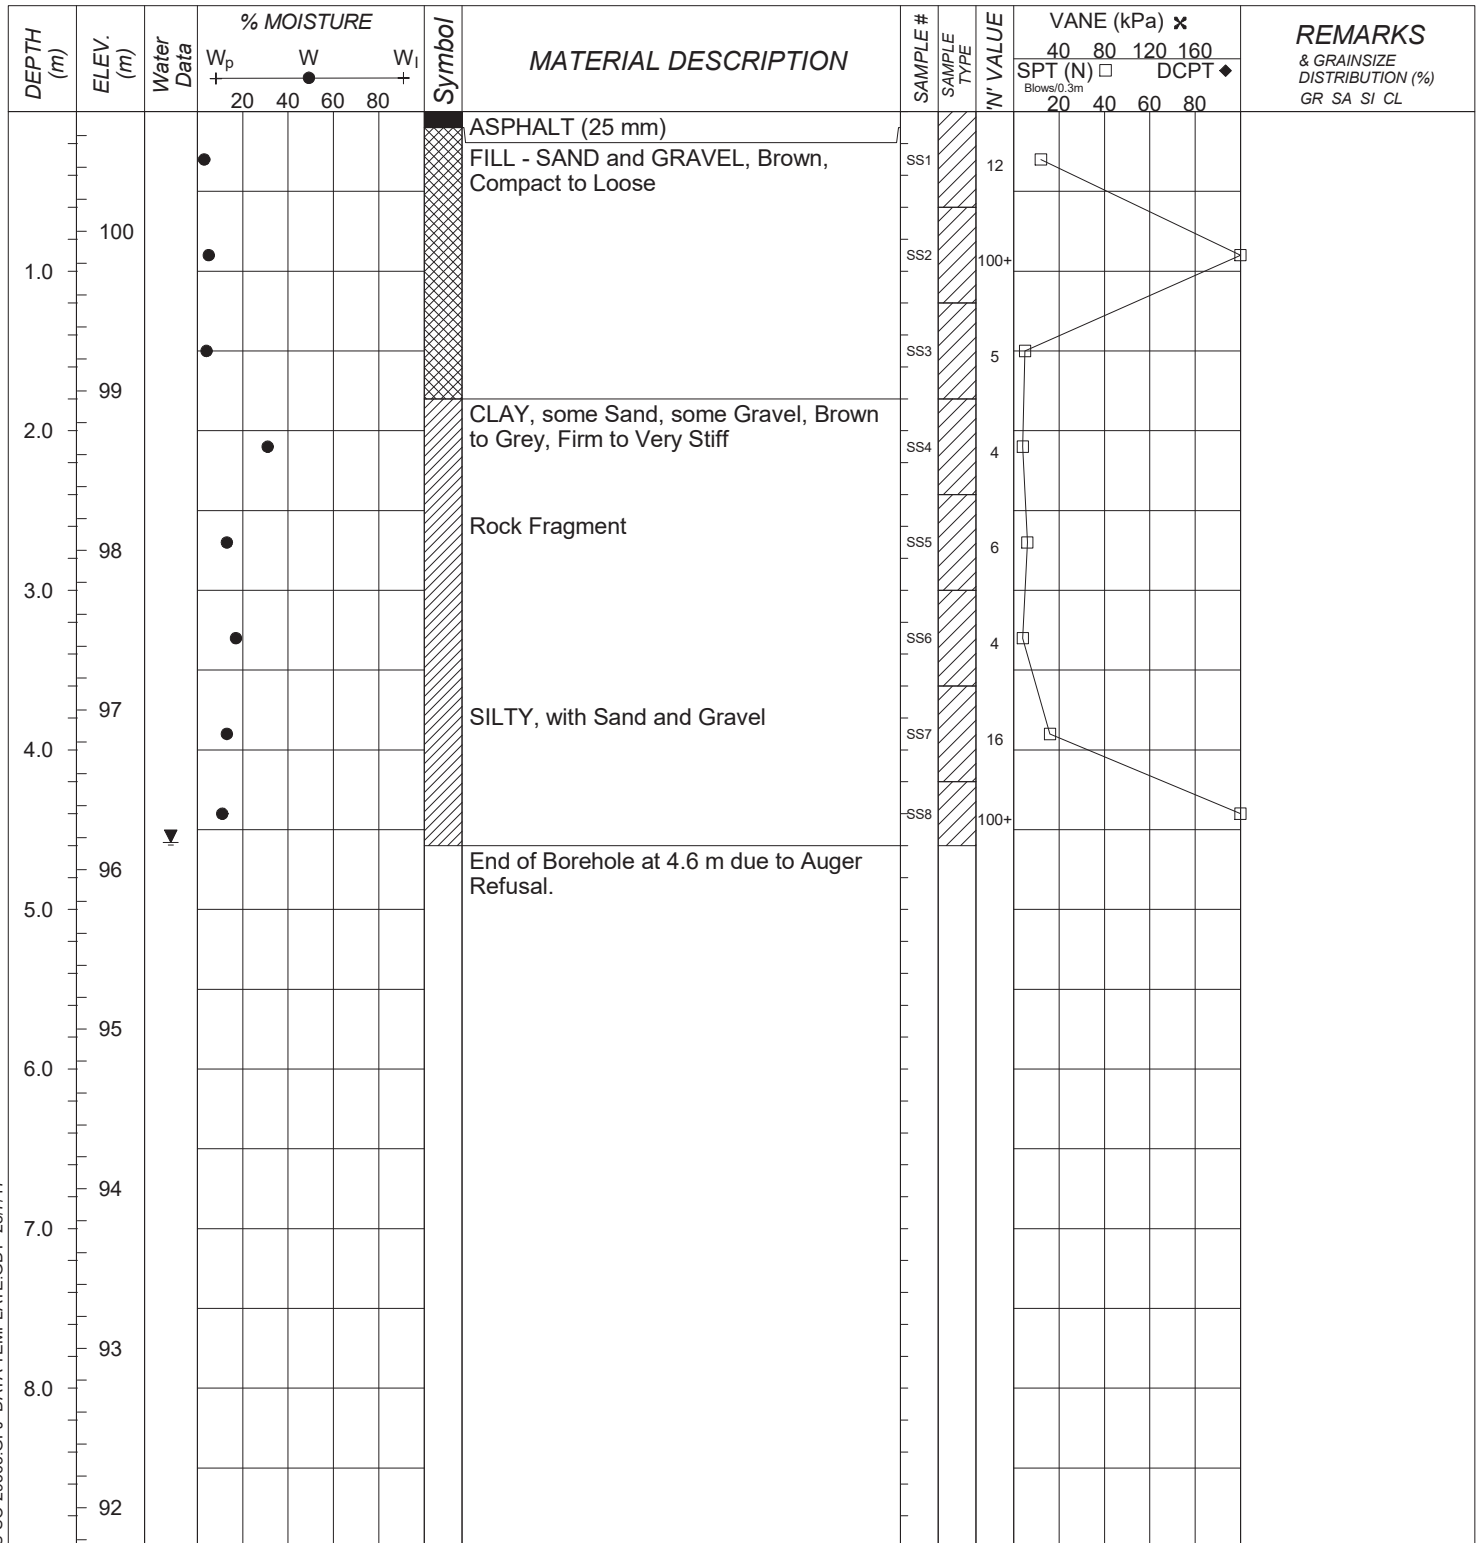 DEPTH (m)
ELEV. (m)
Water Data
% MOISTURE
Wp W Wl
20 40 60 80
Symbol
MATERIAL DESCRIPTION
SAMPLE #
SAMPLE TYPE
'N' VALUE
VANE (kPa)
40 80 120 160
SPT (N) DCPT
Blows/0.3m
20 40 60 80
REMARKS
& GRAINSIZE
DISTRIBUTION (%)
GR SA SI CL
ASPHALT (25 mm)
FILL - SAND and GRAVEL, Brown,
Compact to Loose
SS1 12
100
SS2 100+
1.0
SS3 5
99
CLAY, some Sand, some Gravel, Brown
to Grey, Firm to Very Stiff
2.0
SS4 4
Rock Fragment
98
SS5 6
3.0
SS6 4
97
SILTY, with Sand and Gravel
SS7 16
4.0
SS8 100+
End of Borehole at 4.6 m due to Auger
Refusal.
96
5.0
95
6.0
94
7.0
93
8.0
92